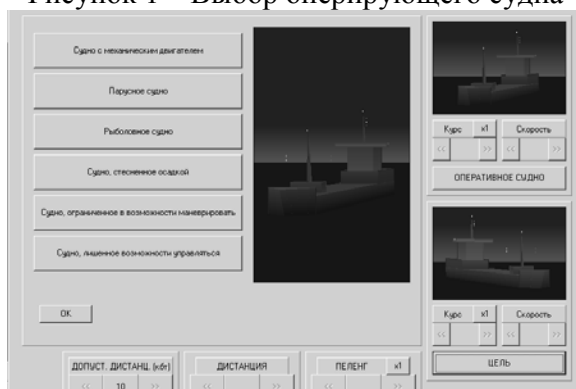 Рисунок 1 – Выбор оперирующего судна
Судно с механическим двигателем
Парусное судно
Рыболовное судно
Судно, стесненное осадкой
Судно, ограниченное в возможности маневрировать
Судно, лишенное возможности управляться
OK
Курс x1 Скорость
<< >> << >>
ОПЕРАТИВНОЕ СУДНО
Курс x1 Скорость
<< >> << >>
ЦЕЛЬ
ДОПУСТ. ДИСТАНЦ. (кбт) ДИСТАНЦИЯ ПЕЛЕНГ x1
<< 10 >> << >> << >>